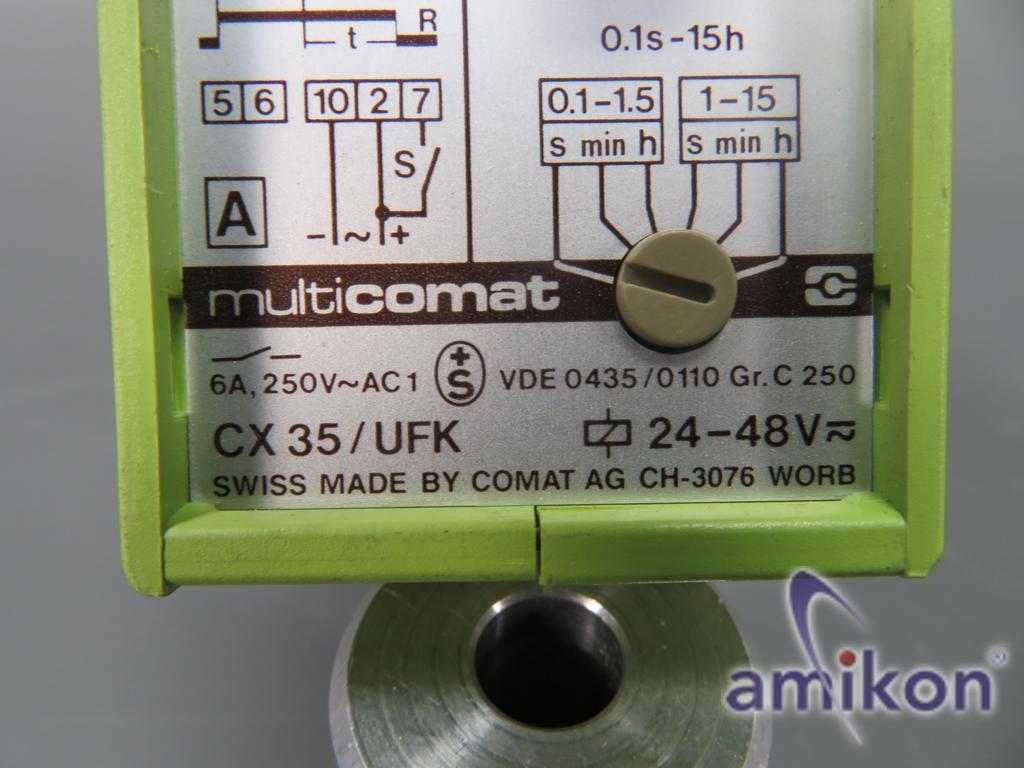 R
t
0.1s-15h
5 6 10 2 7
0.1-1.5 1-15
s min h s min h
S
A
- ~ +
multicomat
6A, 250V~AC1 +S VDE 0435/0110 Gr. C 250
CX 35/UFK 24-48V≂
SWISS MADE BY COMAT AG CH-3076 WORB
amikon®